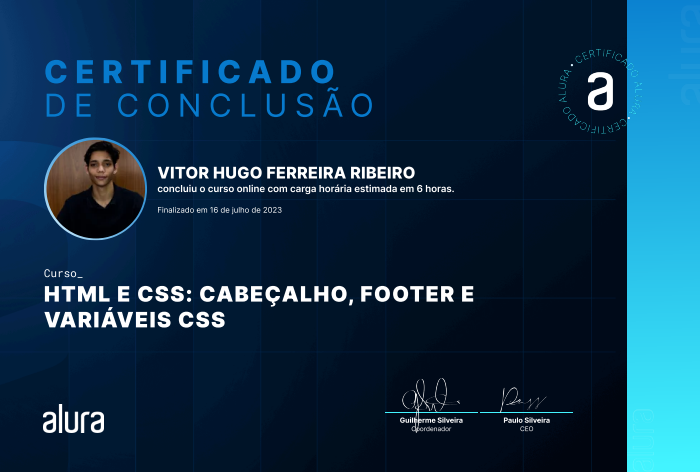 CERTIFICADO
DE CONCLUSÃO
CERTIFICADO ALURA • CERTIFICADO ALURA •
a
alura
VITOR HUGO FERREIRA RIBEIRO
concluiu o curso online com carga horária estimada em 6 horas.
Finalizado em 16 de julho de 2023
Curso_
HTML E CSS: CABEÇALHO, FOOTER E
VARIÁVEIS CSS
alura
Guilherme Silveira
Coordenador
Paulo Silveira
CEO